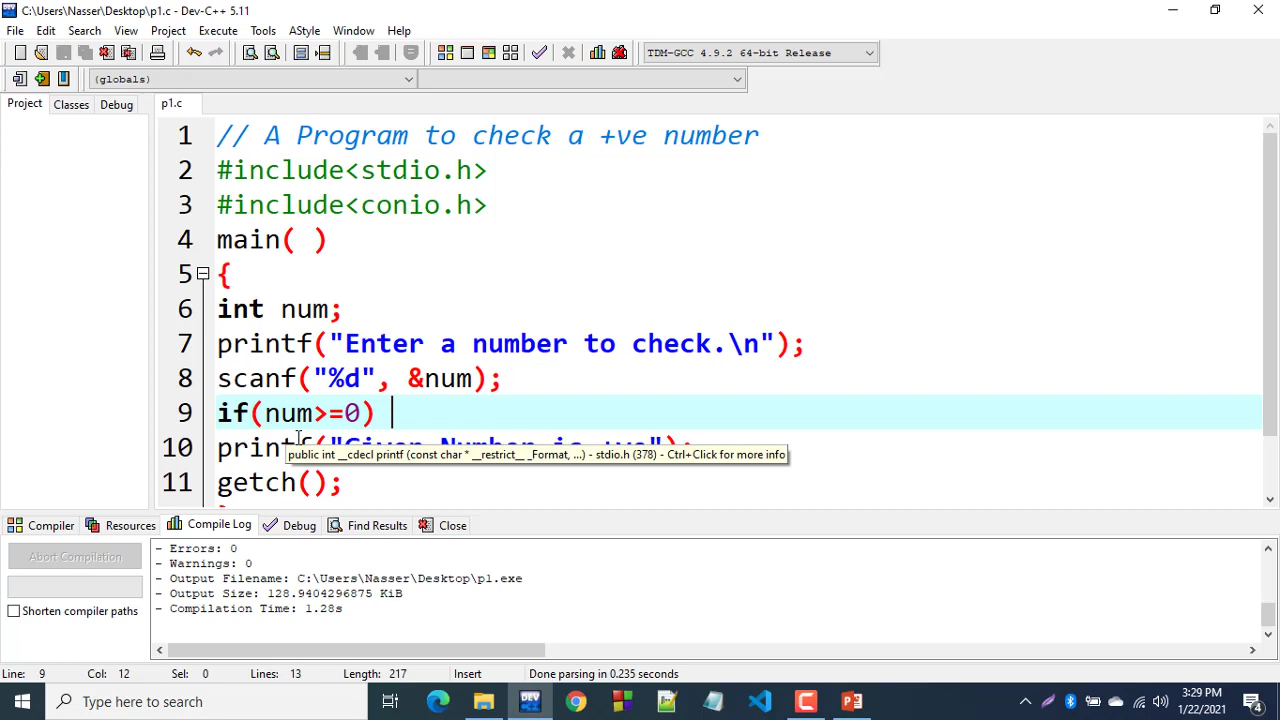 C:\Users\Nasser\Desktop\p1.c - Dev-C++ 5.11
File Edit Search View Project Execute Tools AStyle Window Help
TDM-GCC 4.9.2 64-bit Release
(globals)
Project Classes Debug p1.c
1 // A Program to check a +ve number
2 #include<stdio.h>
3 #include<conio.h>
4 main( )
5 {
6 int num;
7 printf("Enter a number to check.\n");
8 scanf("%d", &num);
9 if(num>=0)
10 printf("Given Number is +ve");
public int __cdecl printf (const char * __restrict__ _Format, ...) - stdio.h (378) - Ctrl+Click for more info
11 getch();
Compiler Resources Compile Log Debug Find Results Close
Abort Compilation
Shorten compiler paths
- Errors: 0
- Warnings: 0
- Output Filename: C:\Users\Nasser\Desktop\p1.exe
- Output Size: 128.9404296875 KiB
- Compilation Time: 1.28s
Line: 9 Col: 12 Sel: 0 Lines: 13 Length: 217 Insert Done parsing in 0.235 seconds
Type here to search
DEV
3:29 PM
1/22/2021
4